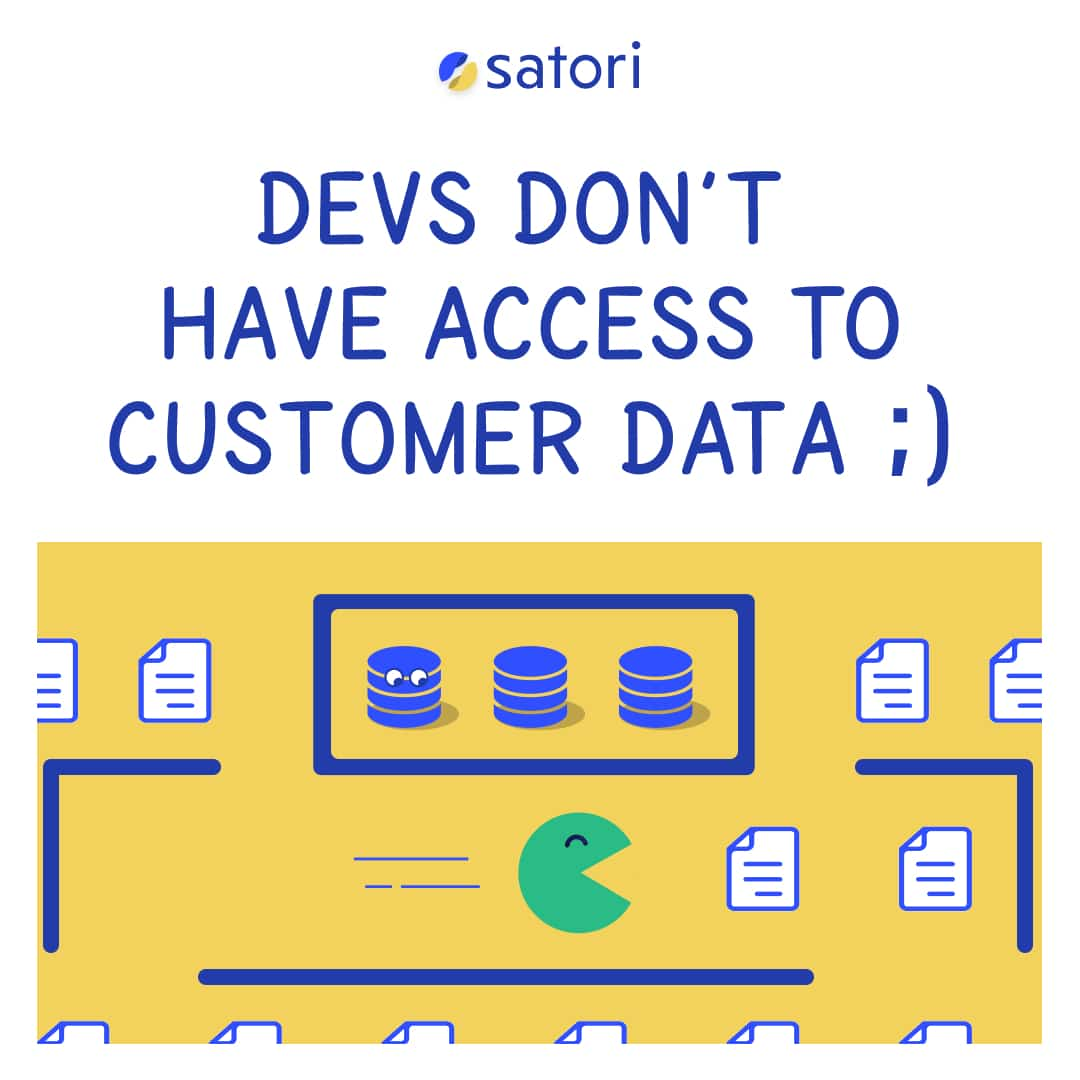 satori
DEVS DON'T
HAVE ACCESS TO
CUSTOMER DATA ;)